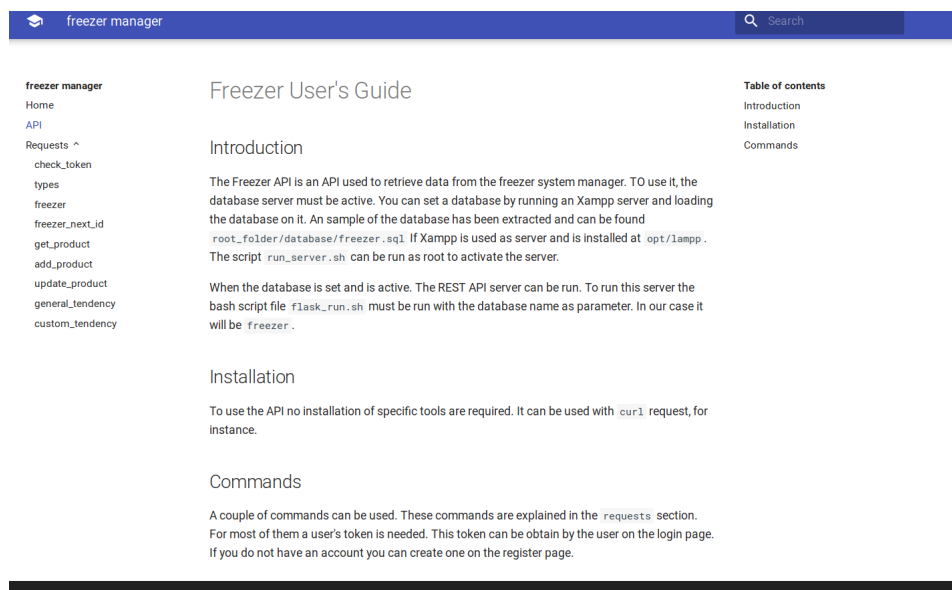 freezer manager
Search
freezer manager
Home
API
Requests ^
check_token
types
freezer
freezer_next_id
get_product
add_product
update_product
general_tendency
custom_tendency
Freezer User's Guide
Introduction
The Freezer API is an API used to retrieve data from the freezer system manager. TO use it, the
database server must be active. You can set a database by running an Xampp server and loading
the database on it. An sample of the database has been extracted and can be found
root_folder/database/freezer.sql If Xampp is used as server and is installed at opt/lampp.
The script run_server.sh can be run as root to activate the server.
When the database is set and is active. The REST API server can be run. To run this server the
bash script file flask_run.sh must be run with the database name as parameter. In our case it
will be freezer.
Installation
To use the API no installation of specific tools are required. It can be used with curl request, for
instance.
Commands
A couple of commands can be used. These commands are explained in the requests section.
For most of them a user's token is needed. This token can be obtain by the user on the login page.
If you do not have an account you can create one on the register page.
Table of contents
Introduction
Installation
Commands